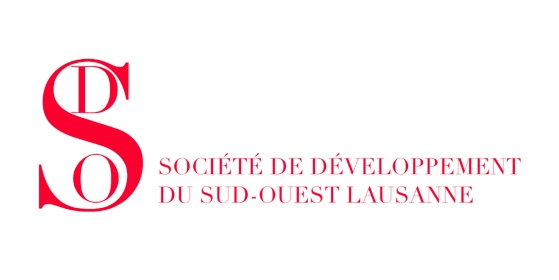 SDO
SOCIÉTÉ DE DÉVELOPPEMENT
DU SUD-OUEST LAUSANNE